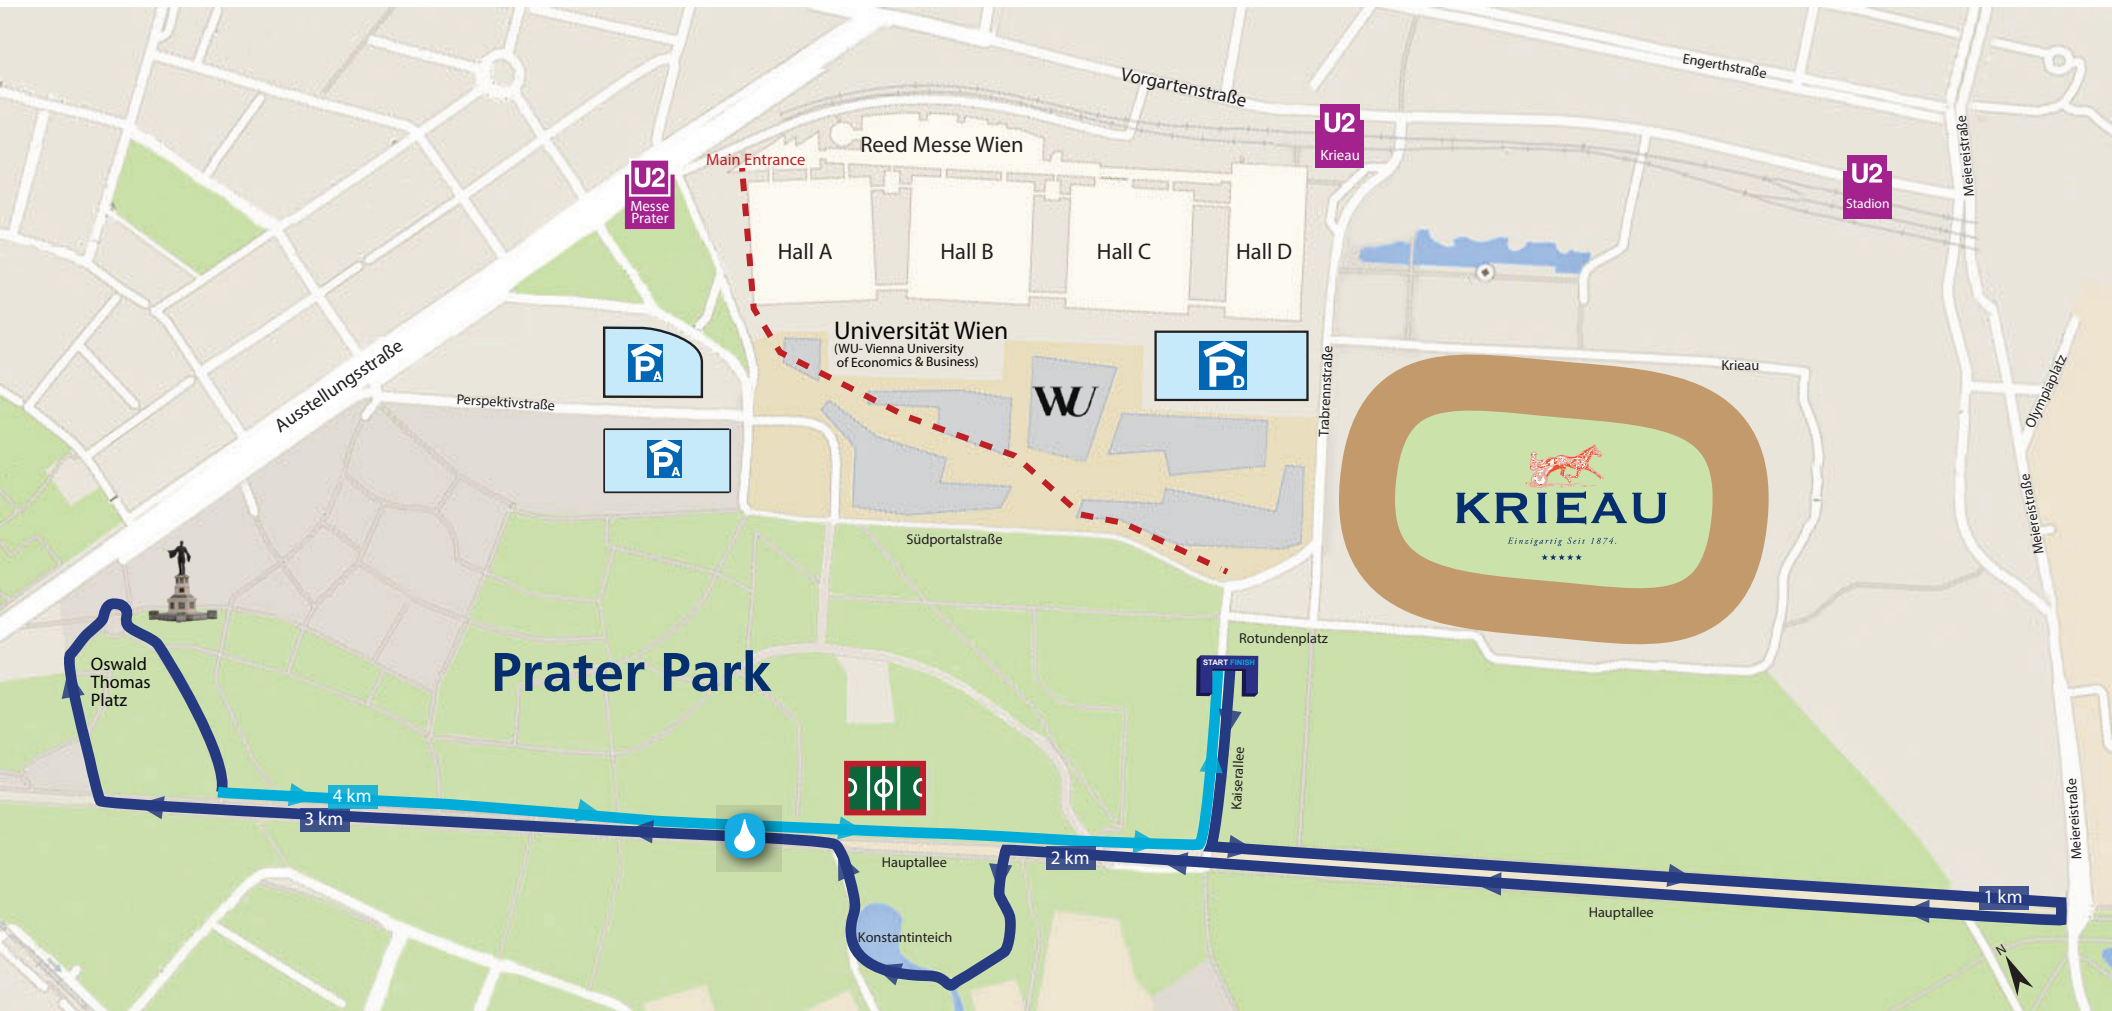 Engerthstraße
Vorgartenstraße
Meiereistraße
U2
Krieau
U2
Stadion
U2
Messe
Prater
Main Entrance
Reed Messe Wien
Hall A
Hall B
Hall C
Hall D
Universität Wien
(WU- Vienna University
of Economics & Business)
WU
P
A
P
D
P
A
Ausstellungsstraße
Perspektivstraße
Trabrennstraße
Krieau
Olympiaplatz
Meiereistraße
KRIEAU
Einzigartig Seit 1874.
Südportalstraße
Rotundenplatz
START FINISH
Oswald
Thomas
Platz
Prater Park
Kaiserallee
Meiereistraße
4 km
3 km
2 km
1 km
Hauptallee
Hauptallee
Konstantinteich
N